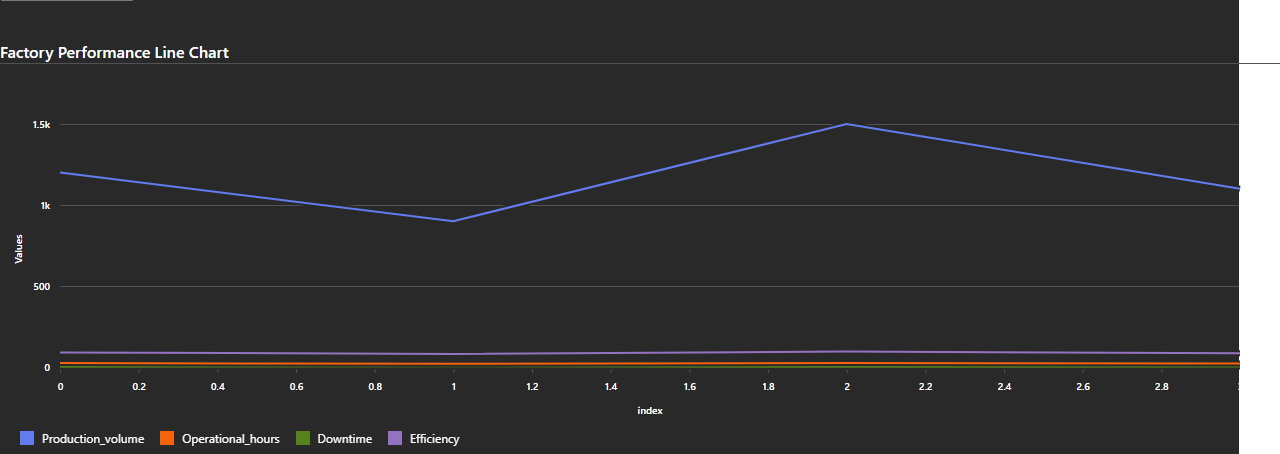 Factory Performance Line Chart
1.5k
1k
500
0
Values
0 0.2 0.4 0.6 0.8 1 1.2 1.4 1.6 1.8 2 2.2 2.4 2.6 2.8
index
Production_volume Operational_hours Downtime Efficiency